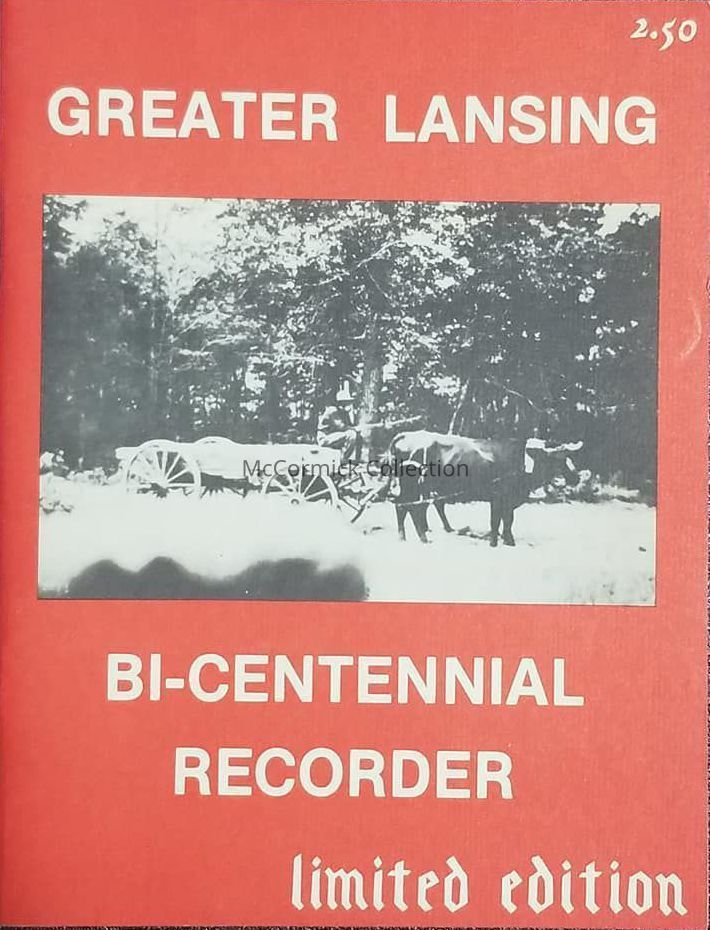 2.50
GREATER LANSING
McCormick Collection
BI-CENTENNIAL
RECORDER
limited edition